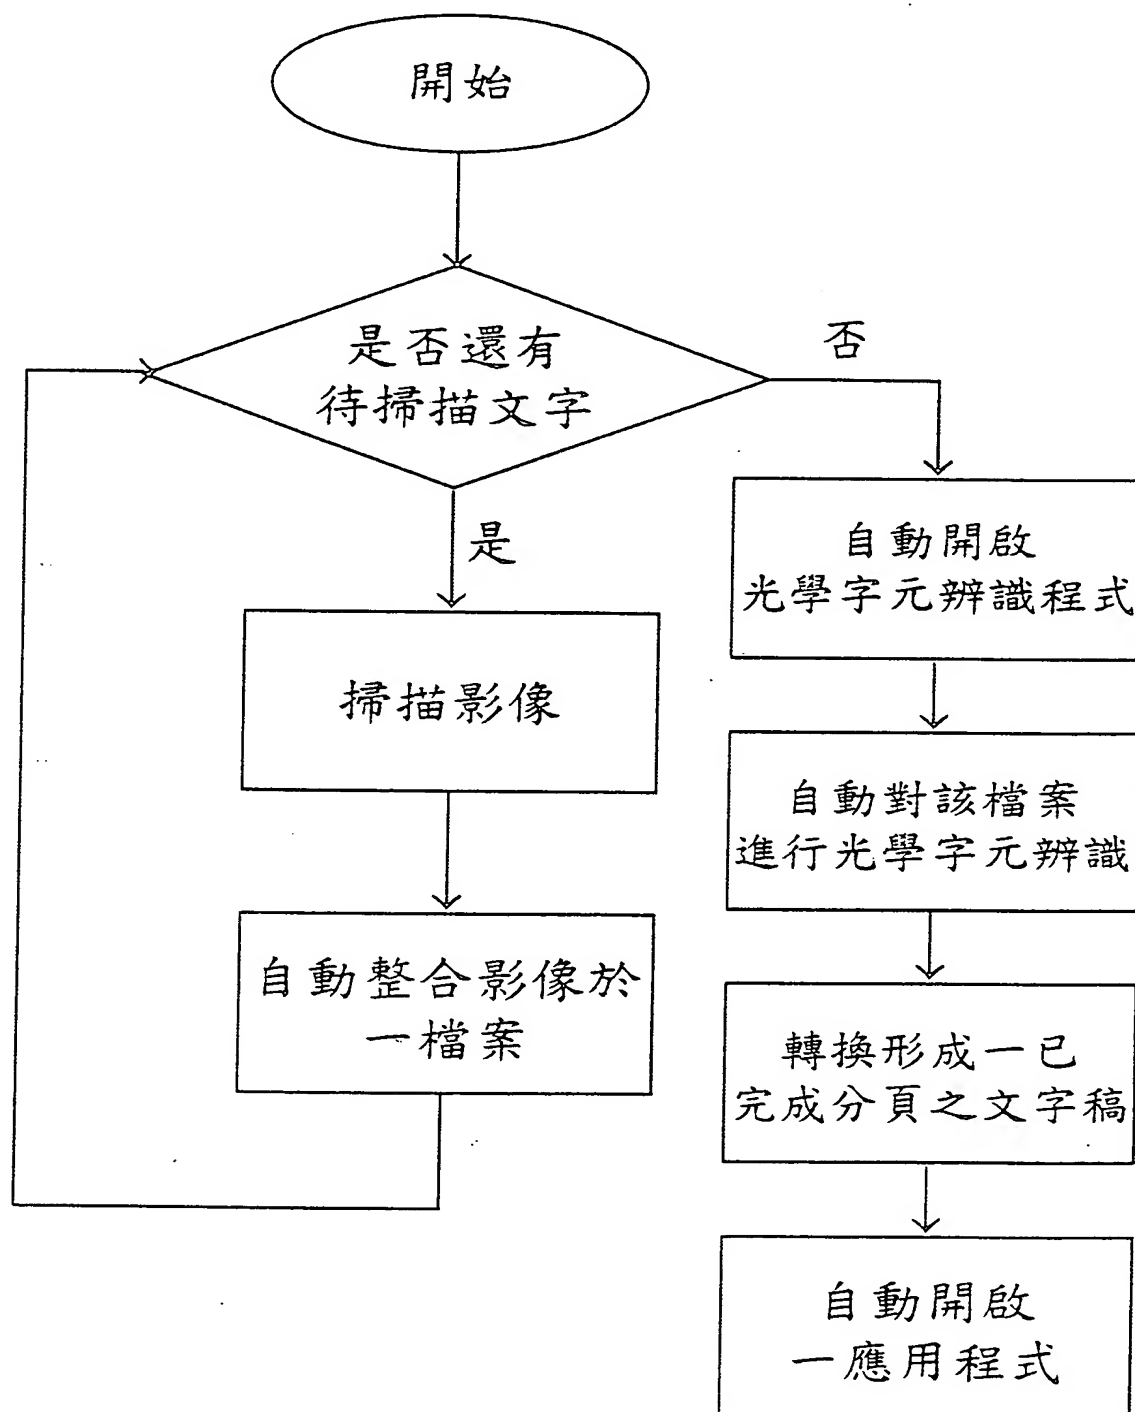 開始
是否還有
待掃描文字
否
是
掃描影像
自動整合影像於
一檔案
自動開啟
光學字元辨識程式
自動對該檔案
進行光學字元辨識
轉換形成一已
完成分頁之文字稿
自動開啟
一應用程式